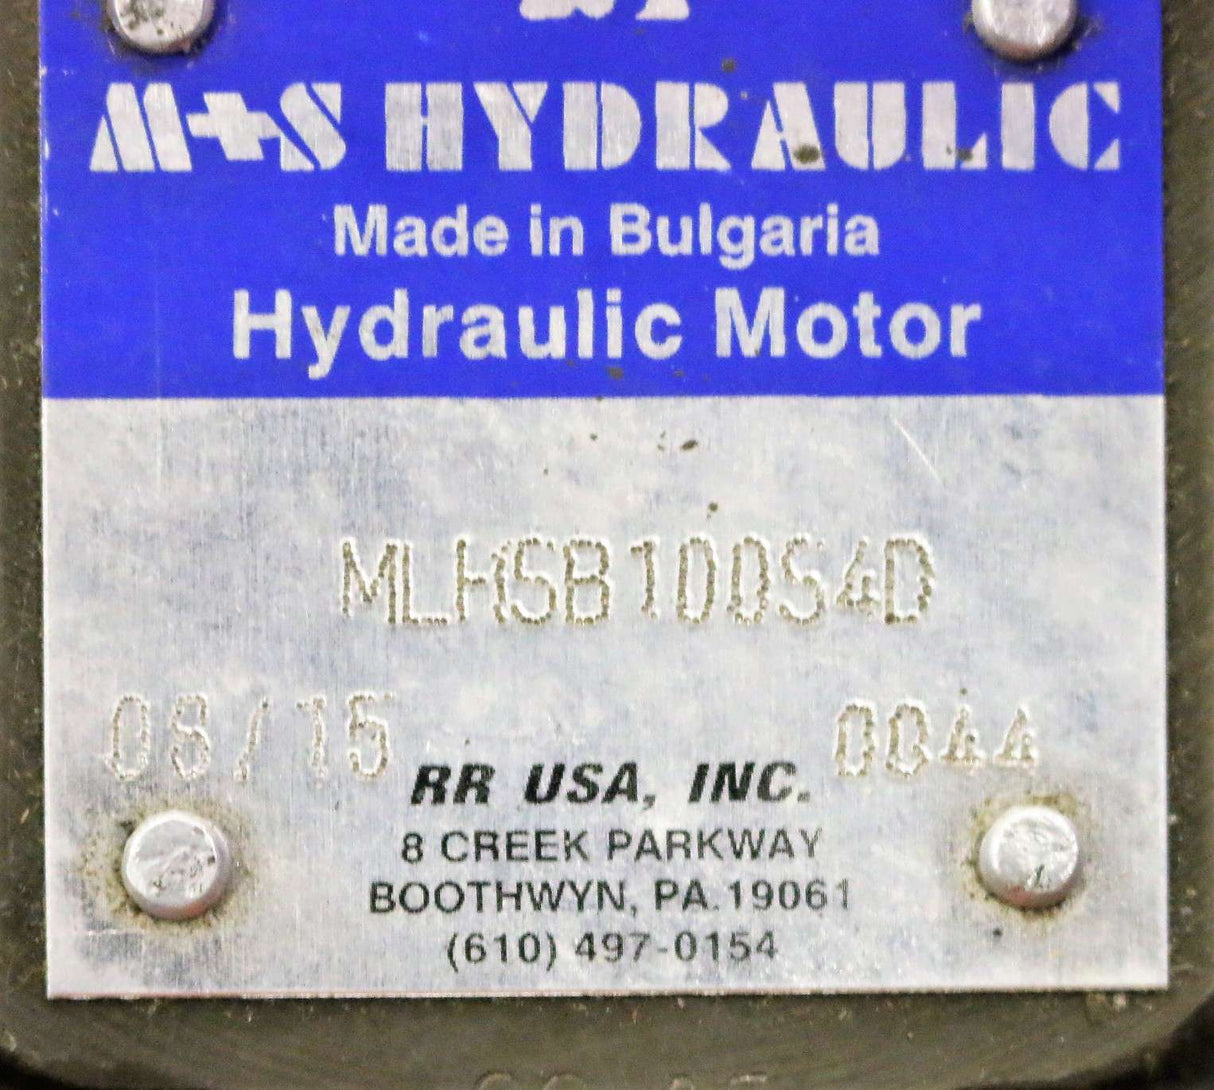 BY
M+S HYDRAULIC
Made in Bulgaria
Hydraulic Motor
MLHSB100S4D
08/15 0044
RR USA, INC.
8 CREEK PARKWAY
BOOTHWYN, PA.19061
(610) 497-0154